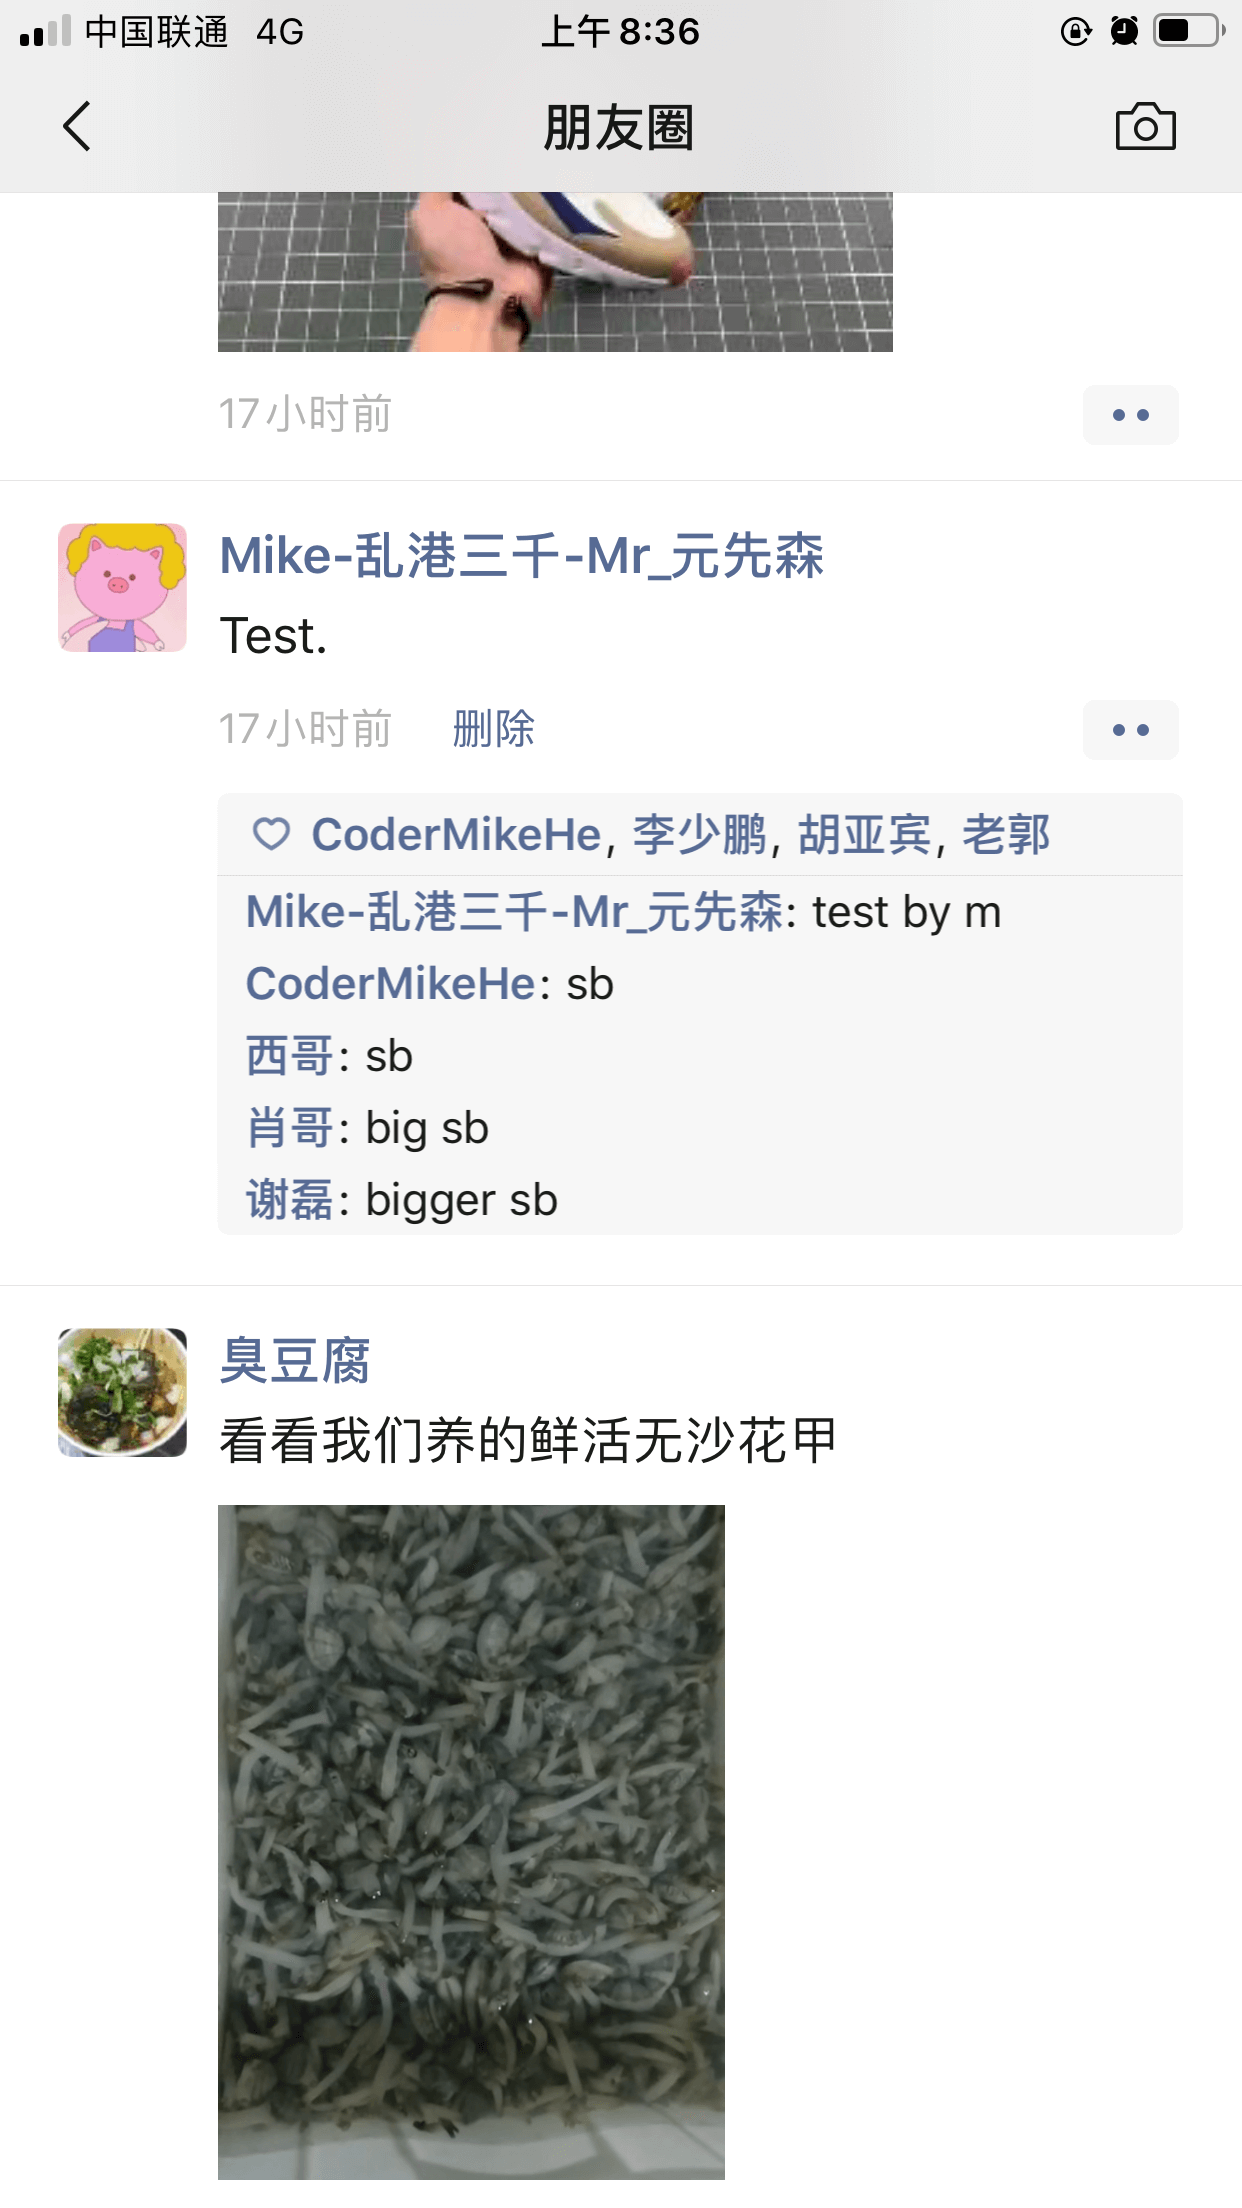 中国联通 4G 上午8:36
朋友圈
17小时前
Mike-乱港三千-Mr_元先森
Test.
17小时前 删除
CoderMikeHe, 李少鹏, 胡亚宾, 老郭
Mike-乱港三千-Mr_元先森: test by m
CoderMikeHe: sb
西哥: sb
肖哥: big sb
谢磊: bigger sb
臭豆腐
看看我们养的鲜活无沙花甲